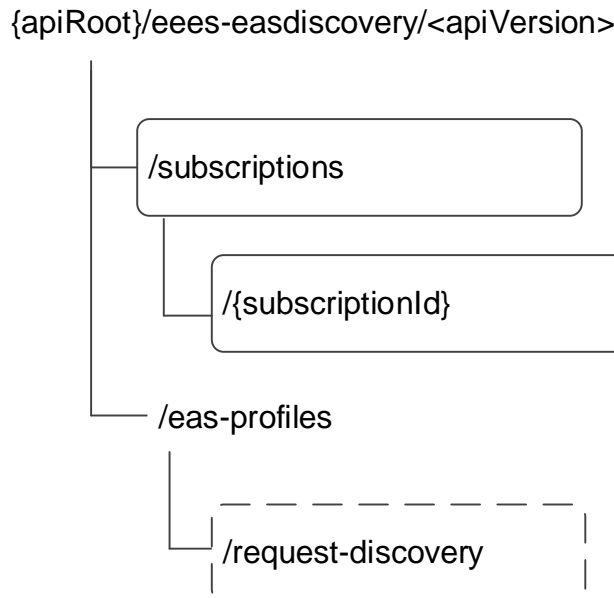 {apiRoot}/eees-easdiscovery/<apiVersion>
/subscriptions
/{subscriptionId}
/eas-profiles
/request-discovery